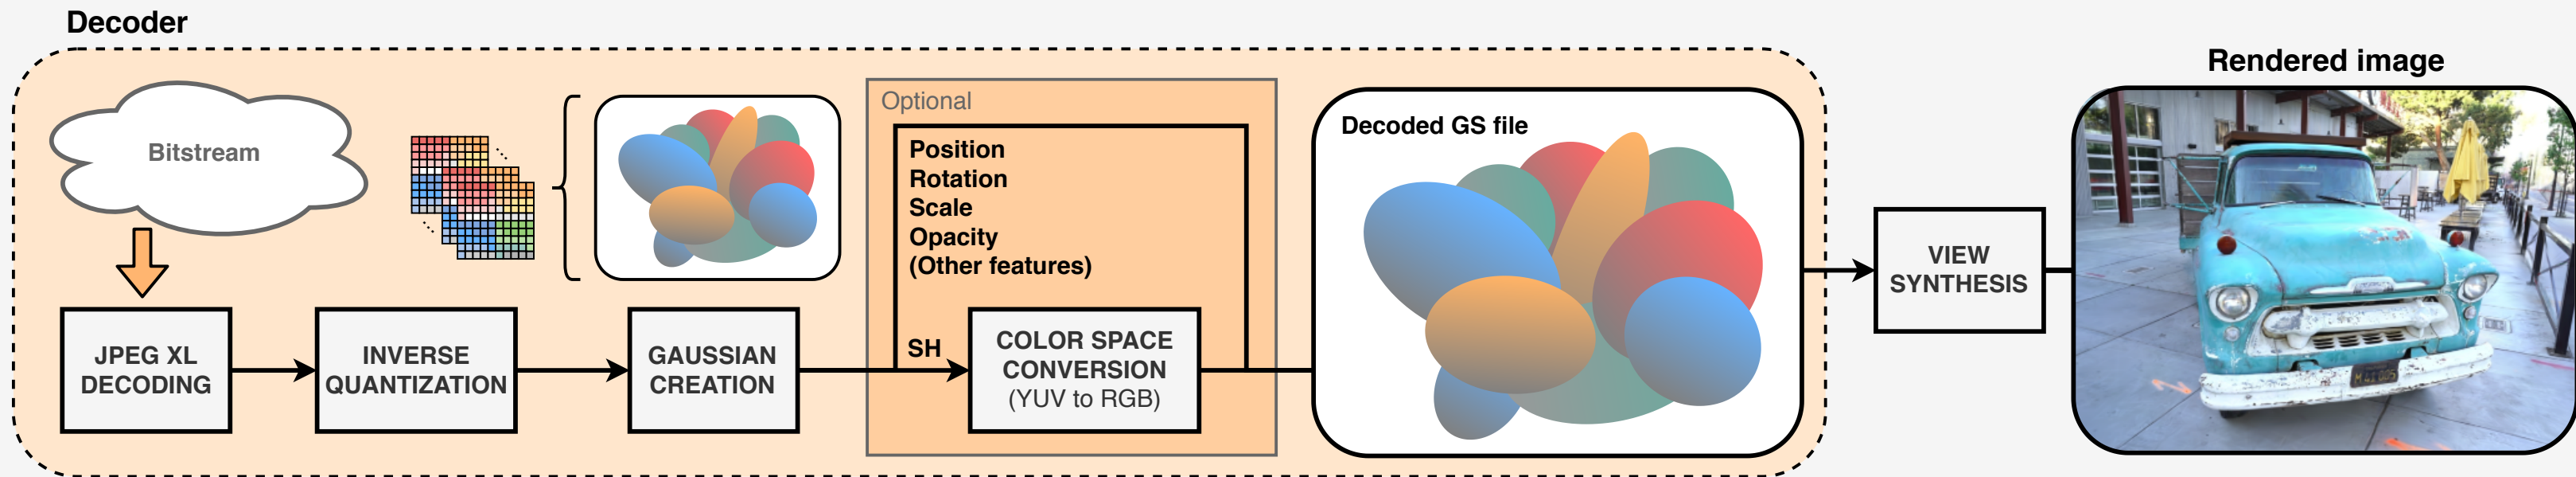 Decoder
Bitstream
JPEG XL
DECODING
INVERSE
QUANTIZATION
GAUSSIAN
CREATION
Optional
Position
Rotation
Scale
Opacity
(Other features)
SH
COLOR SPACE
CONVERSION
(YUV to RGB)
Decoded GS file
VIEW
SYNTHESIS
Rendered image